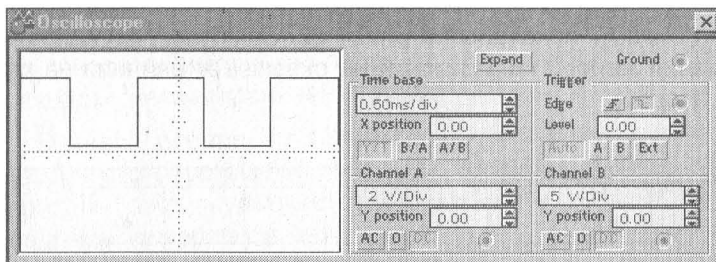 Oscilloscope
Expand
Ground
Time base
0.50ms/div
X position 0.00
Y/T B/A A/B
Trigger
Edge
Level 0.00
Auto A B Ext
Channel A
2 V/Div
Y position 0.00
AC 0 DC
Channel B
5 V/Div
Y position 0.00
AC 0 DC